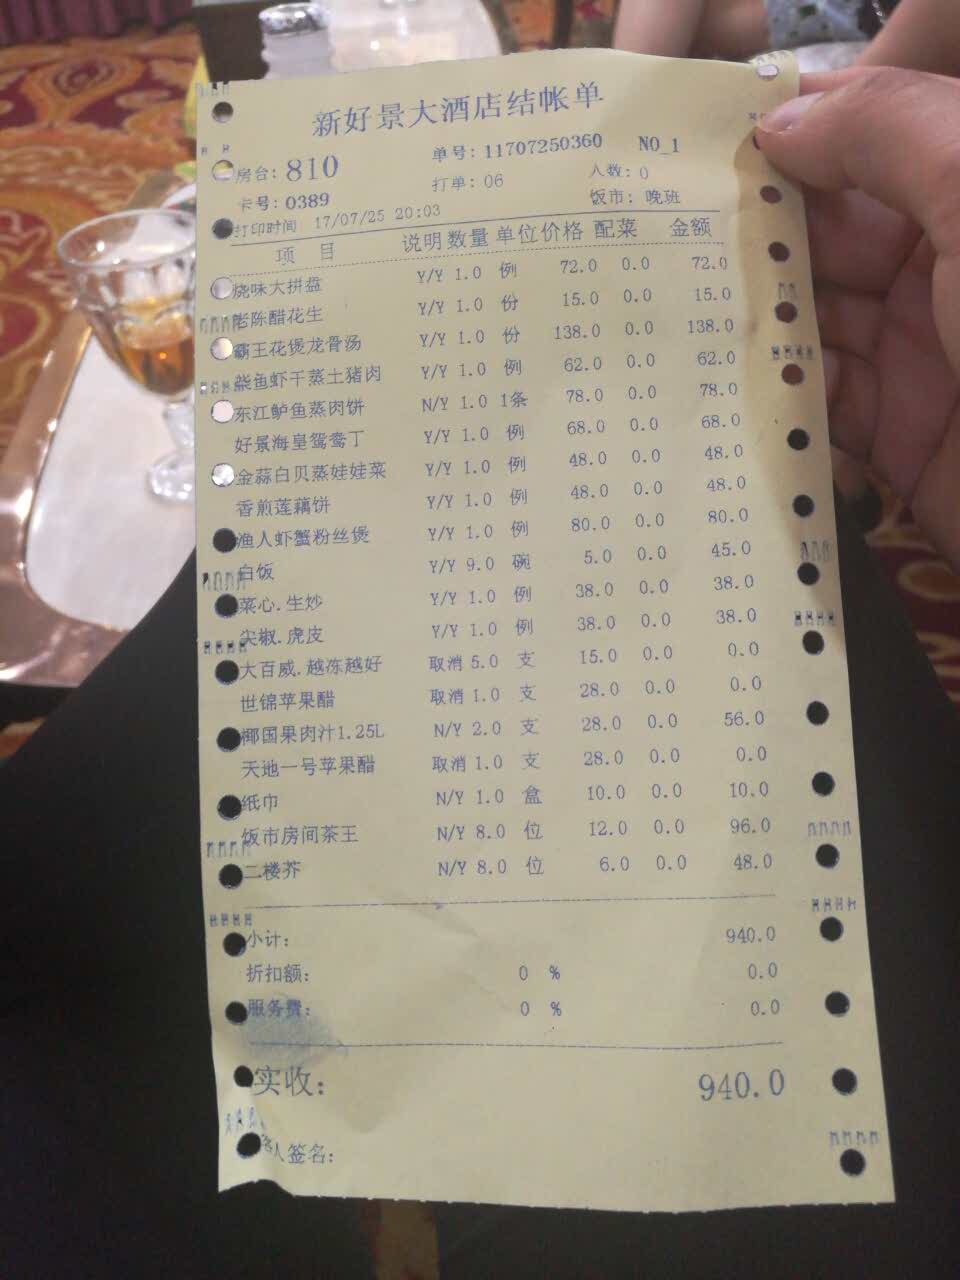 新好景大酒店结帐单
房台: 810 单号: 11707250360 NO_1
卡号: 0389 打单: 06 人数: 0
打印时间 17/07/25 20:03 饭市: 晚班
项 目 说明 数量 单位 价格 配菜 金额
烧味大拼盘 Y/Y 1.0 例 72.0 0.0 72.0
老陈醋花生 Y/Y 1.0 份 15.0 0.0 15.0
霸王花煲龙骨汤 Y/Y 1.0 份 138.0 0.0 138.0
鱼虾干蒸土猪肉 Y/Y 1.0 例 62.0 0.0 62.0
东江鲈鱼蒸肉饼 N/Y 1.0 1条 78.0 0.0 78.0
好景海皇鸳鸯丁 Y/Y 1.0 例 68.0 0.0 68.0
金蒜白贝蒸娃娃菜 Y/Y 1.0 例 48.0 0.0 48.0
香煎莲藕饼 Y/Y 1.0 例 48.0 0.0 48.0
渔人虾蟹粉丝煲 Y/Y 1.0 例 80.0 0.0 80.0
白饭 Y/Y 9.0 碗 5.0 0.0 45.0
菜心.生炒 Y/Y 1.0 例 38.0 0.0 38.0
尖椒.虎皮 Y/Y 1.0 例 38.0 0.0 38.0
大百威.越冻越好 取消 5.0 支 15.0 0.0 0.0
世锦苹果醋 取消 1.0 支 28.0 0.0 0.0
椰国果肉汁1.25L N/Y 2.0 支 28.0 0.0 56.0
天地一号苹果醋 取消 1.0 支 28.0 0.0 0.0
纸巾 N/Y 1.0 盒 10.0 0.0 10.0
饭市房间茶王 N/Y 8.0 位 12.0 0.0 96.0
二楼芥 N/Y 8.0 位 6.0 0.0 48.0
小计: 940.0
折扣额: 0 % 0.0
服务费: 0 % 0.0
实收: 940.0
人签名: